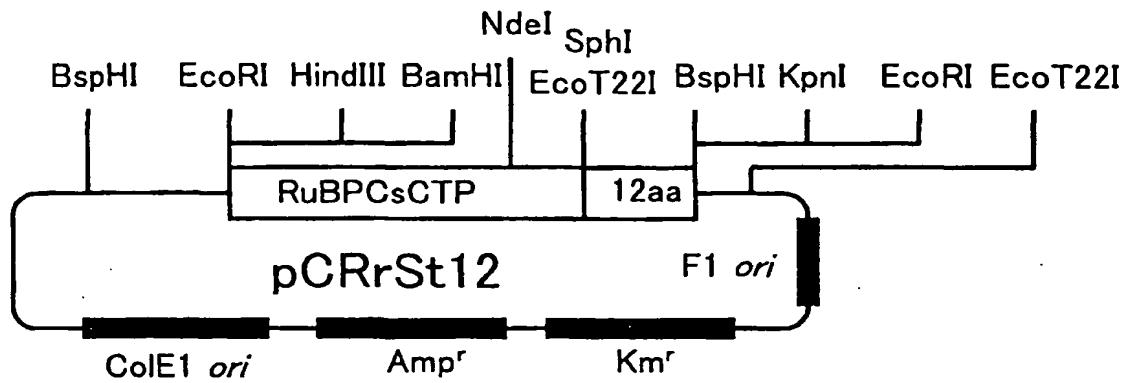 NdeI SphI
BspHI EcoRI HindIII BamHI EcoT22I BspHI KpnI EcoRI EcoT22I
RuBPCsCTP 12aa
pCRrSt12 F1 ori
ColE1 ori Ampʳ Kmʳ